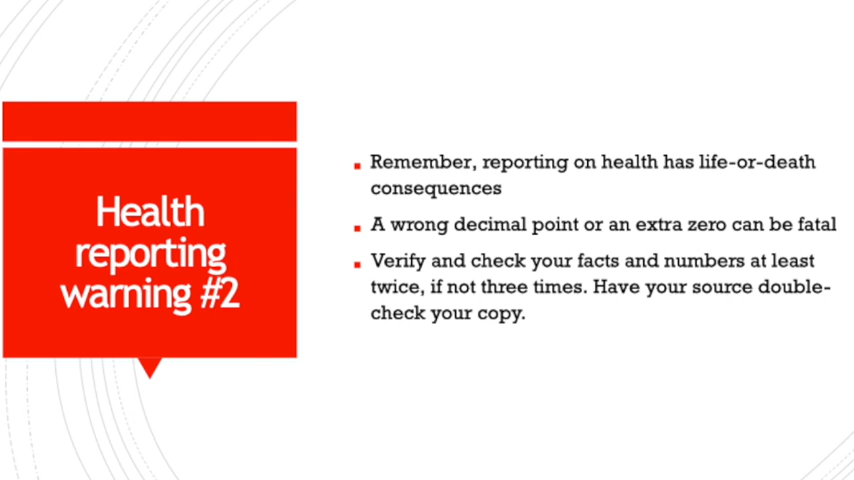 Health
reporting
warning #2
Remember, reporting on health has life-or-death
consequences
A wrong decimal point or an extra zero can be fatal
Verify and check your facts and numbers at least
twice, if not three times. Have your source double-
check your copy.